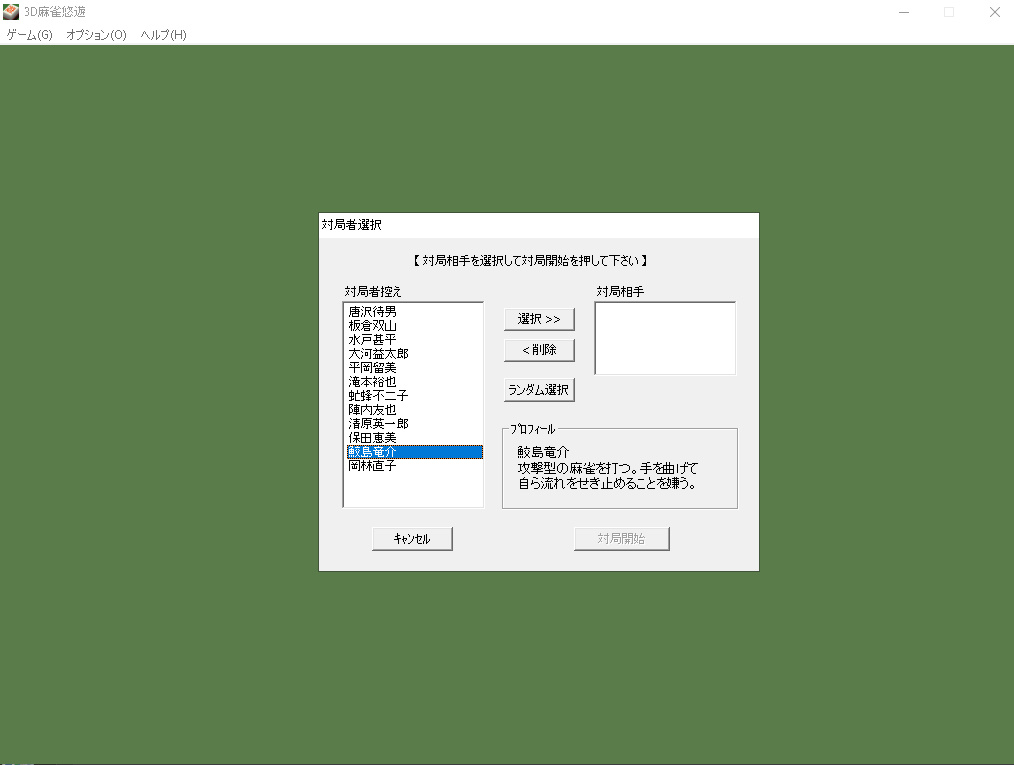 3D麻雀悠遊
ゲーム(G) オプション(O) ヘルプ(H)
対局者選択
【 対局相手を選択して対局開始を押して下さい 】
対局者控え
対局相手
唐沢待男
板倉双山
水戸甚平
大河益太郎
平岡留美
滝本裕也
虻蜂不二子
陣内友也
清原英一郎
保田恵美
鮫島竜介
岡林直子
選択 >>
< 削除
ランダム選択
プロフィール
鮫島竜介
攻撃型の麻雀を打つ。手を曲げて
自ら流れをせき止めることを嫌う。
キャンセル
対局開始